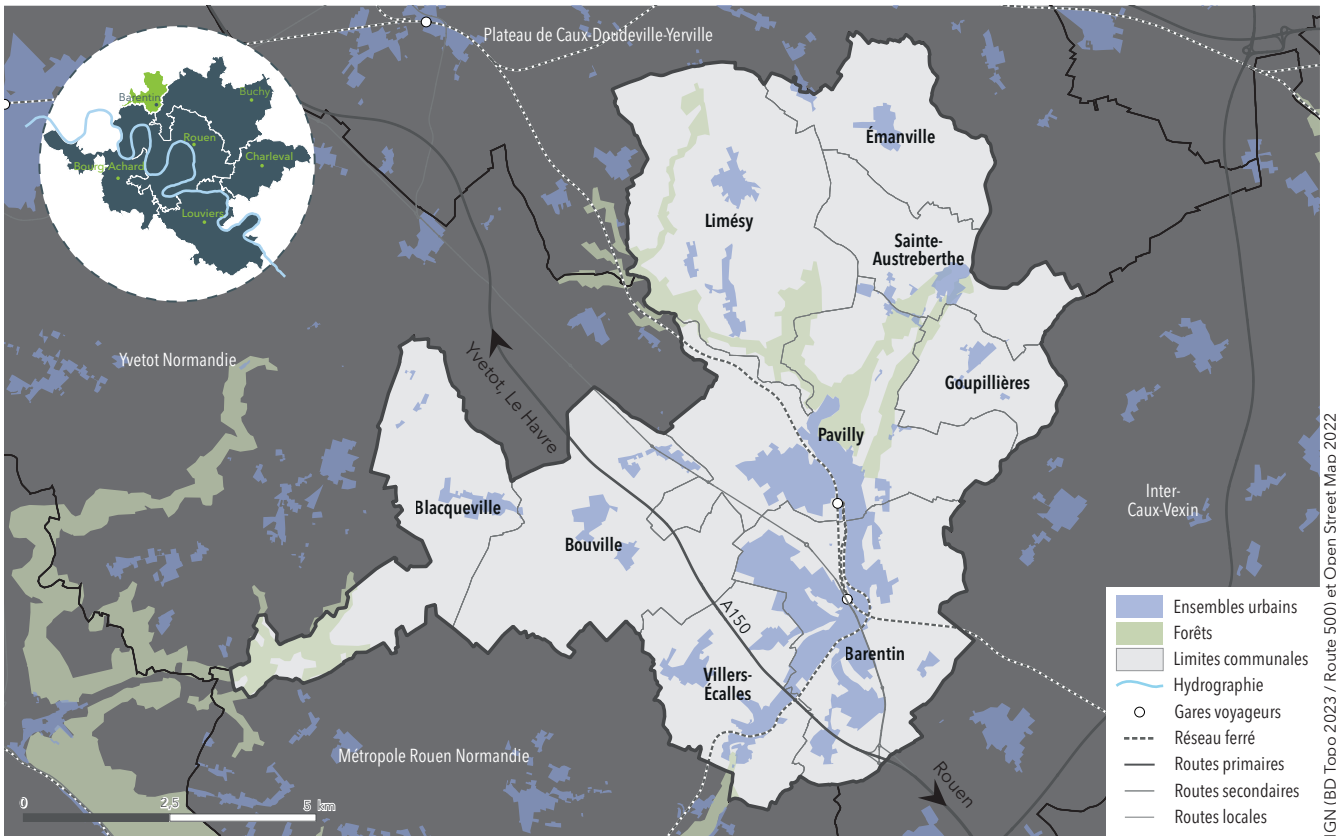 Plateau de Caux-Doudeville-Yerville
Barentin
Buchy
Rouen
Charleval
Bourg-Achard
Louviers
Émanville
Limésy
Sainte-
Austreberthe
Yvetot Normandie
Yvetot, Le Havre
Goupillières
Pavilly
Blacqueville
Bouville
Inter-
Caux-Vexin
A150
Barentin
Villers-
Écalles
Métropole Rouen Normandie
Rouen
0 2,5 5 km
Ensembles urbains
Forêts
Limites communales
Hydrographie
Gares voyageurs
Réseau ferré
Routes primaires
Routes secondaires
Routes locales
IGN (BD Topo 2023 / Route 500) et Open Street Map 2022